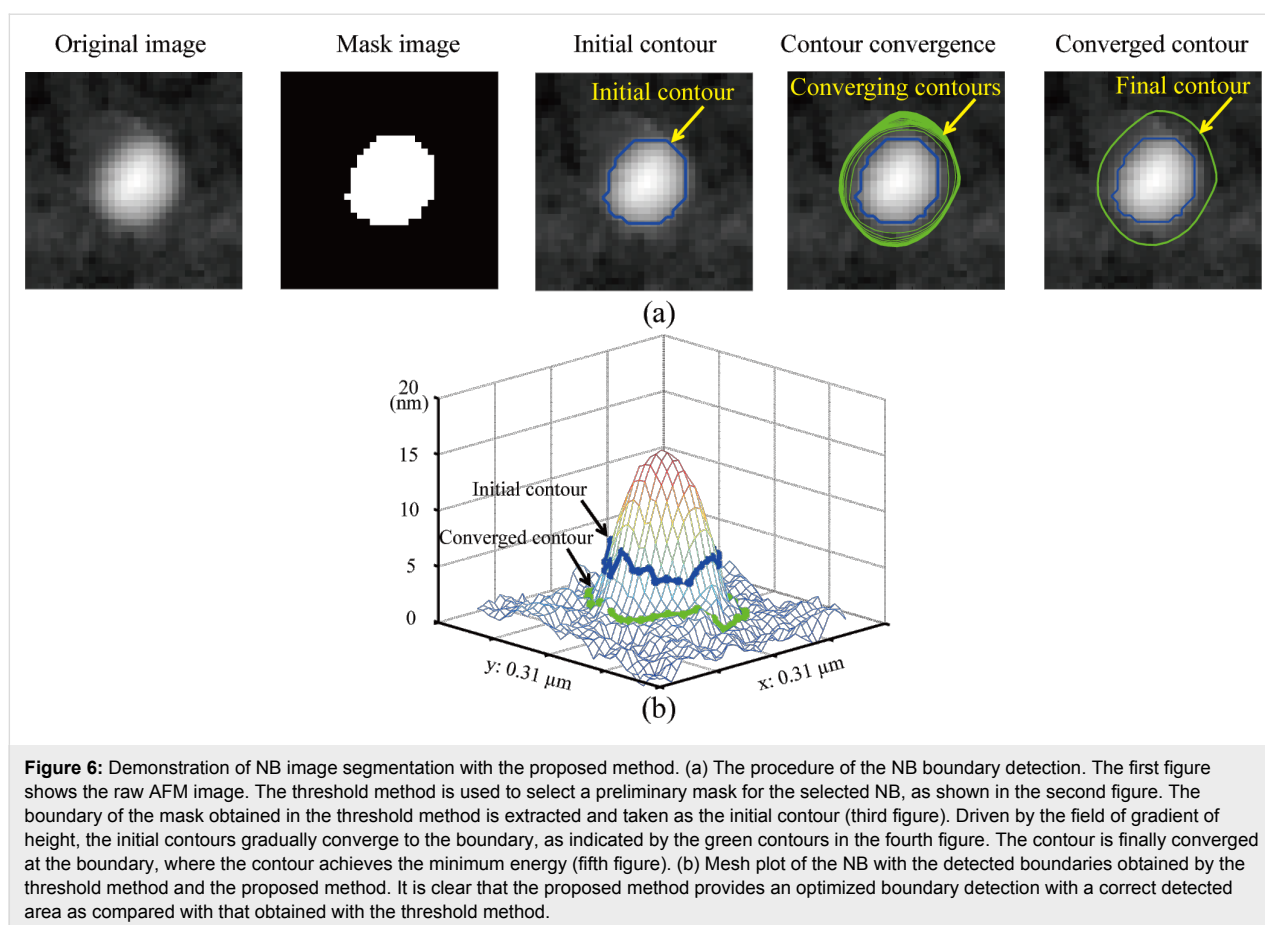 Original image Mask image Initial contour Contour convergence Converged contour
Initial contour Converging contours Final contour
(a)
20
(nm)
15
Initial contour
10
Converged contour
5
0
y: 0.31 µm x: 0.31 µm
(b)
Figure 6: Demonstration of NB image segmentation with the proposed method. (a) The procedure of the NB boundary detection. The first figure
shows the raw AFM image. The threshold method is used to select a preliminary mask for the selected NB, as shown in the second figure. The
boundary of the mask obtained in the threshold method is extracted and taken as the initial contour (third figure). Driven by the field of gradient of
height, the initial contours gradually converge to the boundary, as indicated by the green contours in the fourth figure. The contour is finally converged
at the boundary, where the contour achieves the minimum energy (fifth figure). (b) Mesh plot of the NB with the detected boundaries obtained by the
threshold method and the proposed method. It is clear that the proposed method provides an optimized boundary detection with a correct detected
area as compared with that obtained with the threshold method.